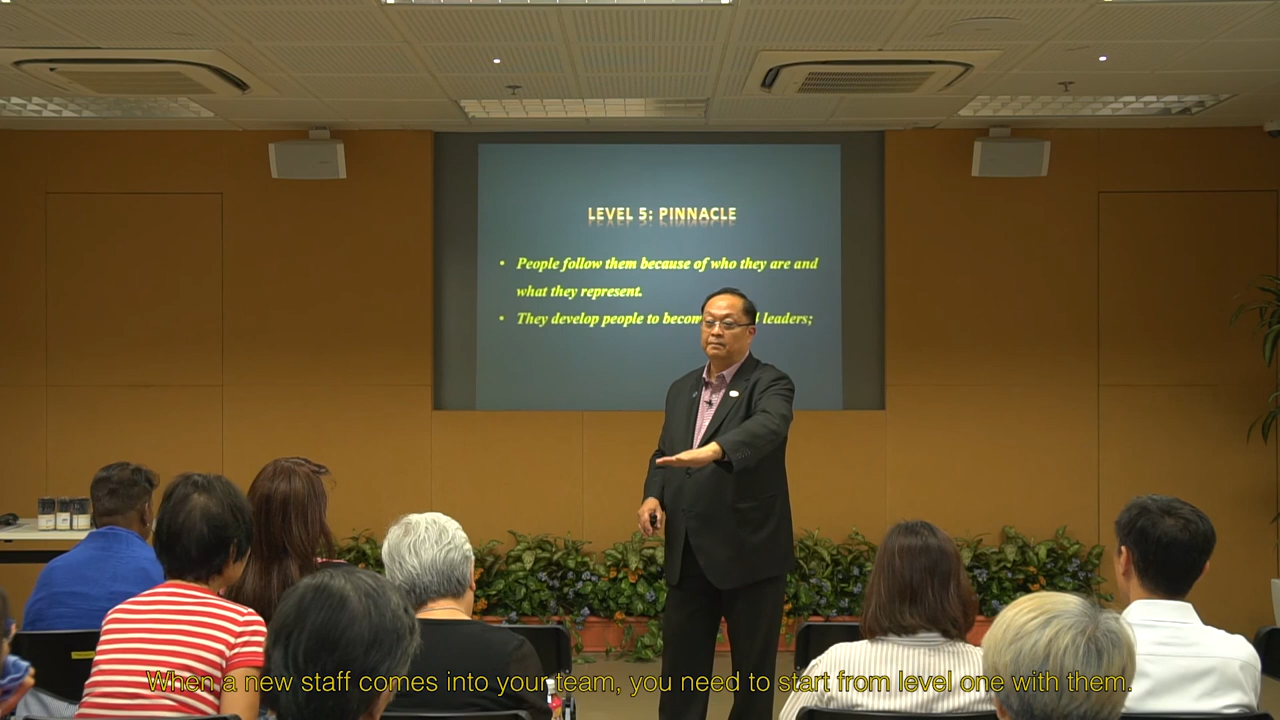 LEVEL 5: PINNACLE
• People follow them because of who they are and
what they represent.
• They develop people to leaders;
When a new staff comes into your team, you need to start from level one with them.